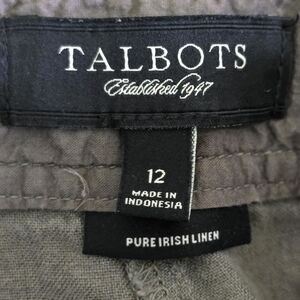 TALBOTS
Established 1947
12
MADE IN
INDONESIA
PURE IRISH LINEN